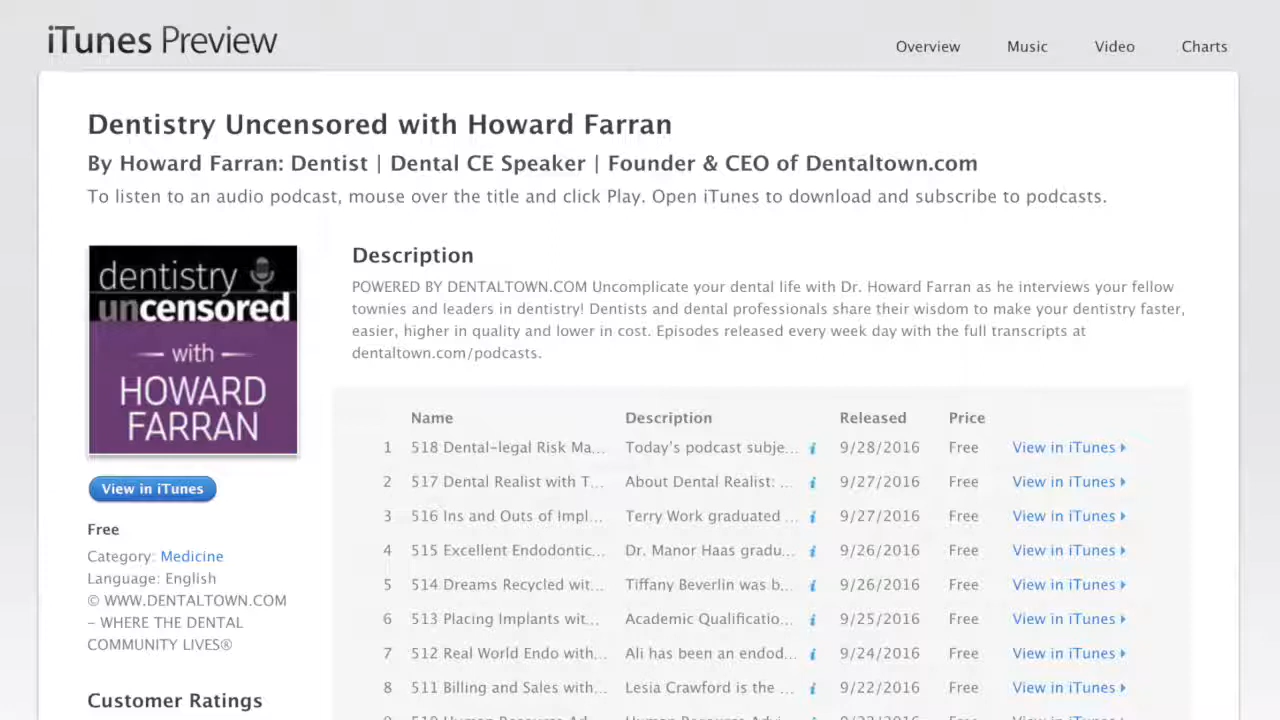 iTunes Preview
Overview Music Video Charts
Dentistry Uncensored with Howard Farran
By Howard Farran: Dentist | Dental CE Speaker | Founder & CEO of Dentaltown.com
To listen to an audio podcast, mouse over the title and click Play. Open iTunes to download and subscribe to podcasts.
dentistry
uncensored
with
HOWARD
FARRAN
View in iTunes
Free
Category: Medicine
Language: English
© WWW.DENTALTOWN.COM
– WHERE THE DENTAL
COMMUNITY LIVES®
Customer Ratings
Description
POWERED BY DENTALTOWN.COM Uncomplicate your dental life with Dr. Howard Farran as he interviews your fellow
townies and leaders in dentistry! Dentists and dental professionals share their wisdom to make your dentistry faster,
easier, higher in quality and lower in cost. Episodes released every week day with the full transcripts at
dentaltown.com/podcasts.
Name Description Released Price
1 518 Dental-legal Risk Ma... Today's podcast subje... i 9/28/2016 Free View in iTunes
2 517 Dental Realist with T... About Dental Realist: ... i 9/27/2016 Free View in iTunes
3 516 Ins and Outs of Impl... Terry Work graduated ... i 9/27/2016 Free View in iTunes
4 515 Excellent Endodontic... Dr. Manor Haas gradu... i 9/26/2016 Free View in iTunes
5 514 Dreams Recycled wit... Tiffany Beverlin was b... i 9/26/2016 Free View in iTunes
6 513 Placing Implants wit... Academic Qualificatio... i 9/25/2016 Free View in iTunes
7 512 Real World Endo with... Ali has been an endod... i 9/24/2016 Free View in iTunes
8 511 Billing and Sales with... Lesia Crawford is the ... i 9/22/2016 Free View in iTunes